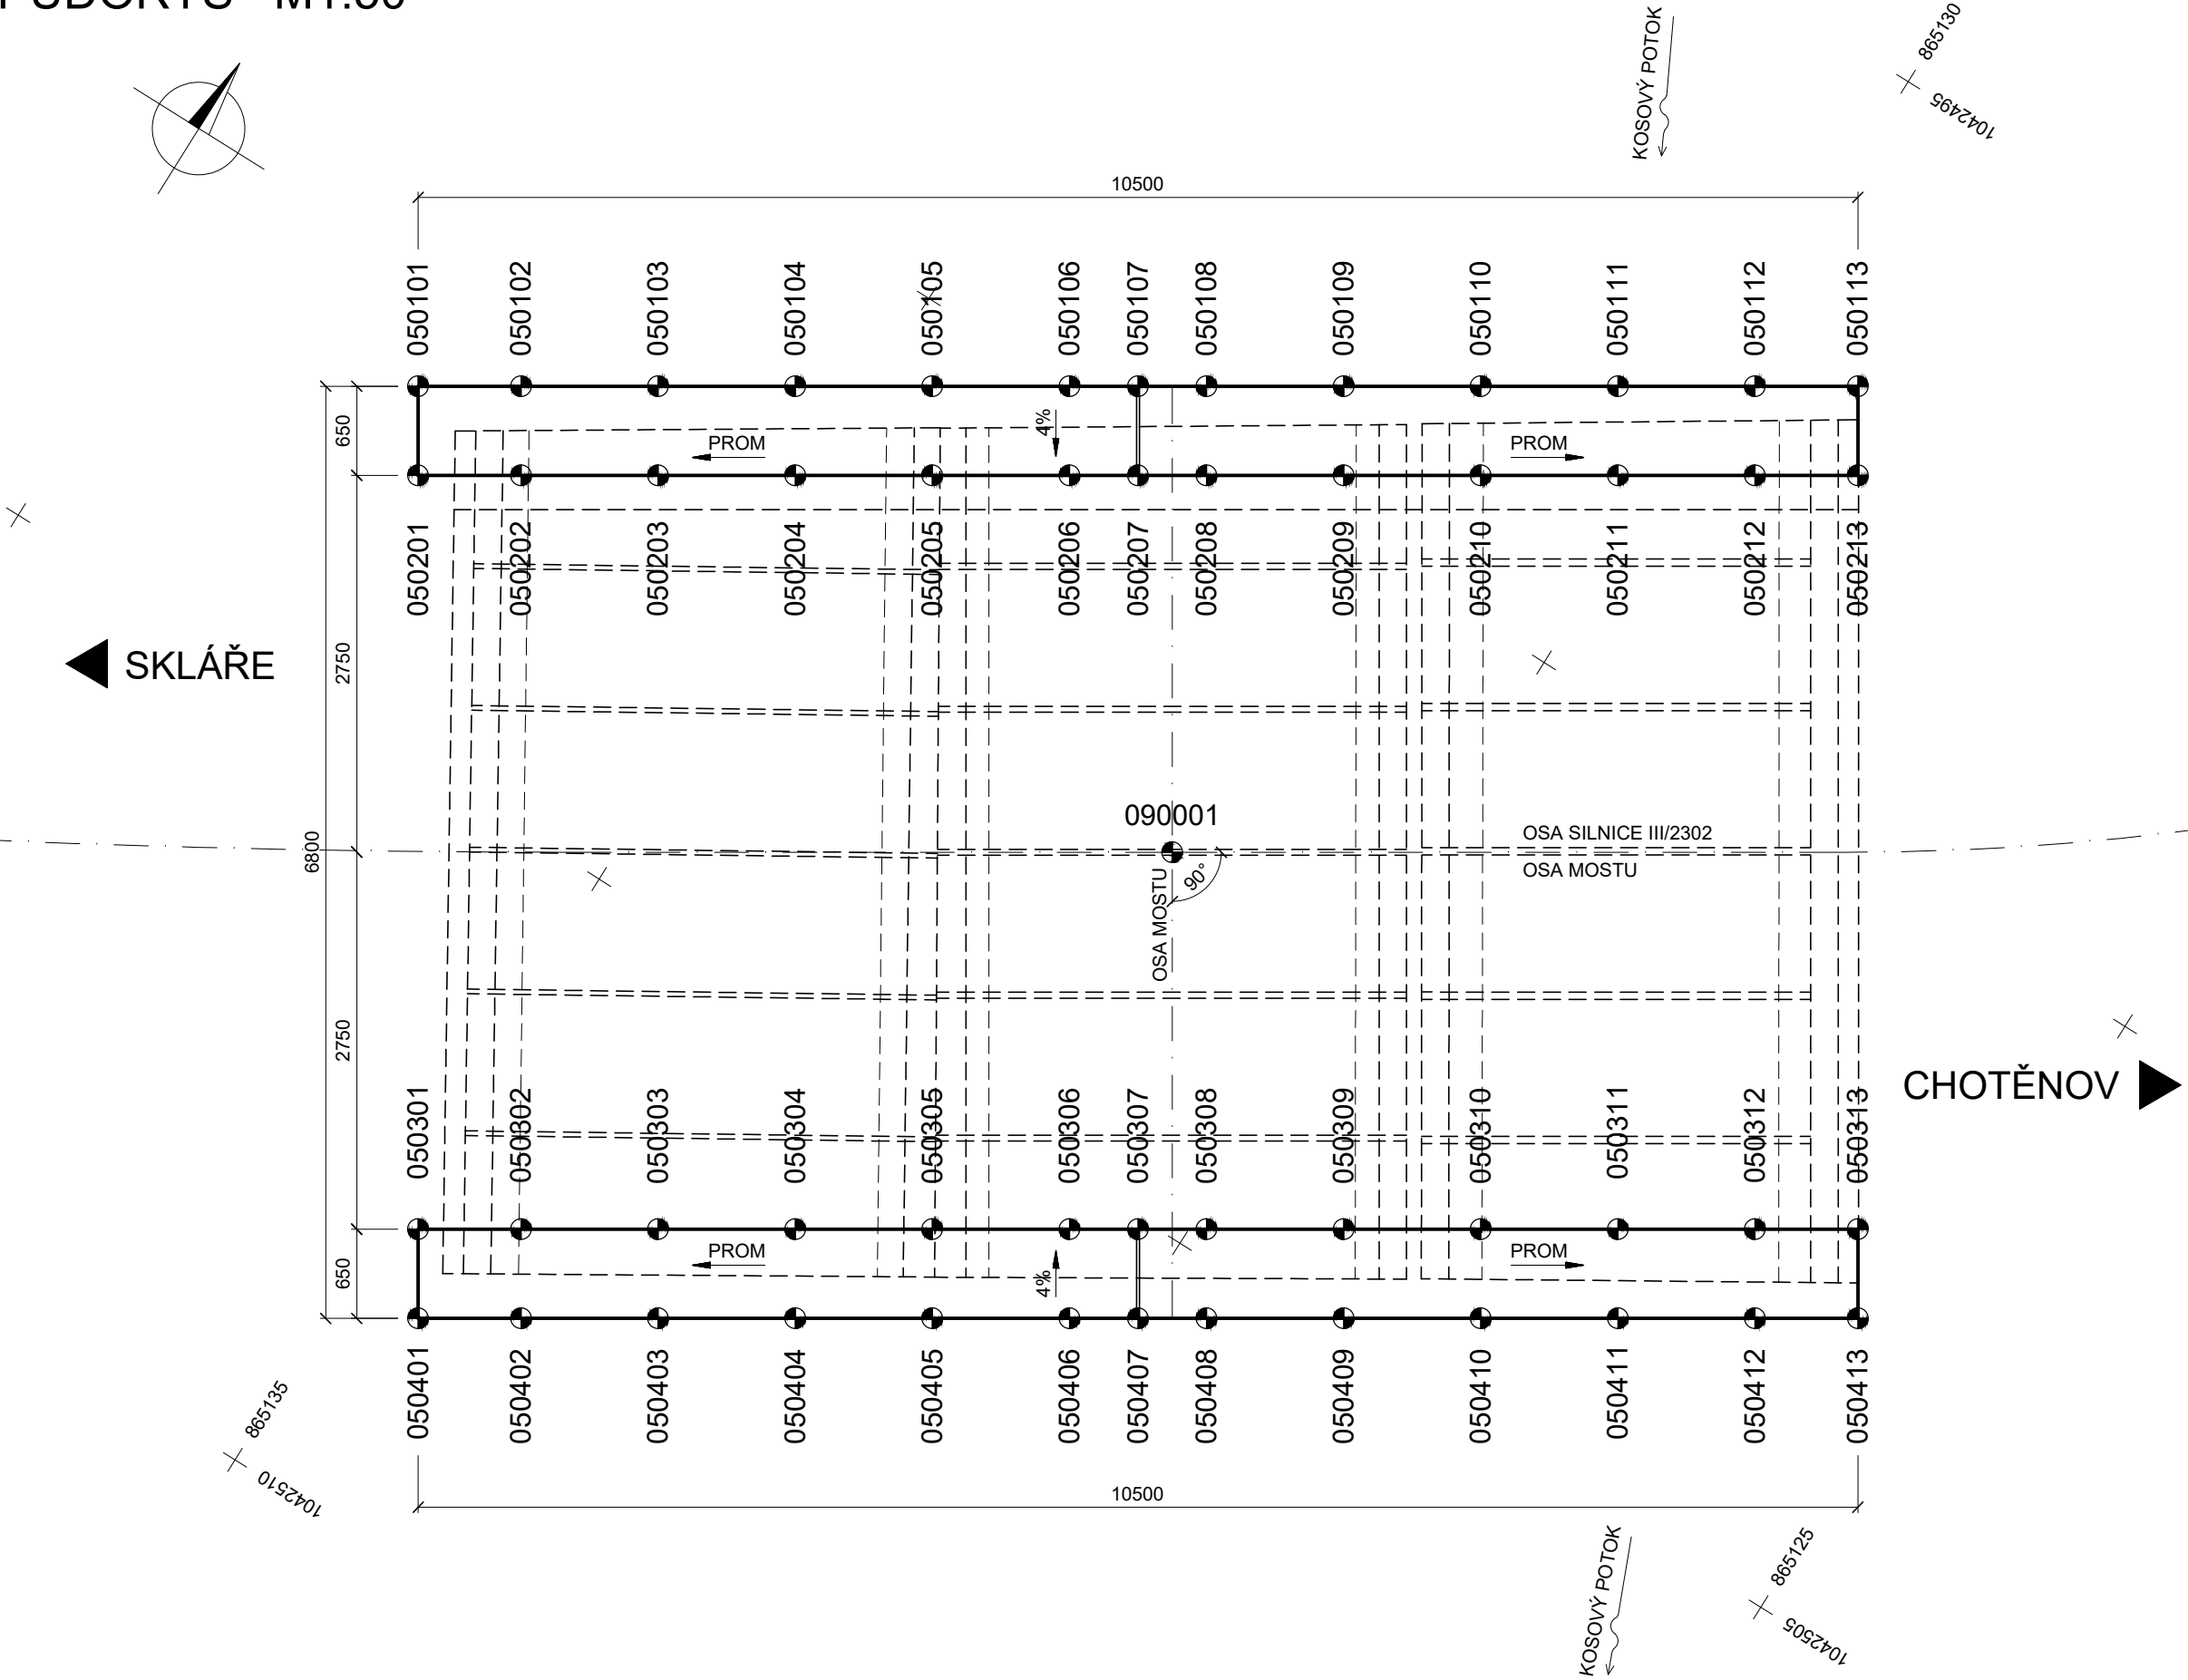 PŮDORYS M1:50
KOSOVÝ POTOK
865130
1042495
10500
050101 050102 050103 050104 050105 050106 050107 050108 050109 050110 050111 050112 050113
650
4%
PROM
PROM
050201 050202 050203 050204 050205 050206 050207 050208 050209 050210 050211 050212 050213
2750
SKLÁŘE
090001
6800
OSA SILNICE III/2302
OSA MOSTU
90°
OSA MOSTU
2750
CHOTĚNOV
050301 050302 050303 050304 050305 050306 050307 050308 050309 050310 050311 050312 050313
650
PROM
PROM
4%
050401 050402 050403 050404 050405 050406 050407 050408 050409 050410 050411 050412 050413
865135
1042510
10500
KOSOVÝ POTOK
865125
1042505